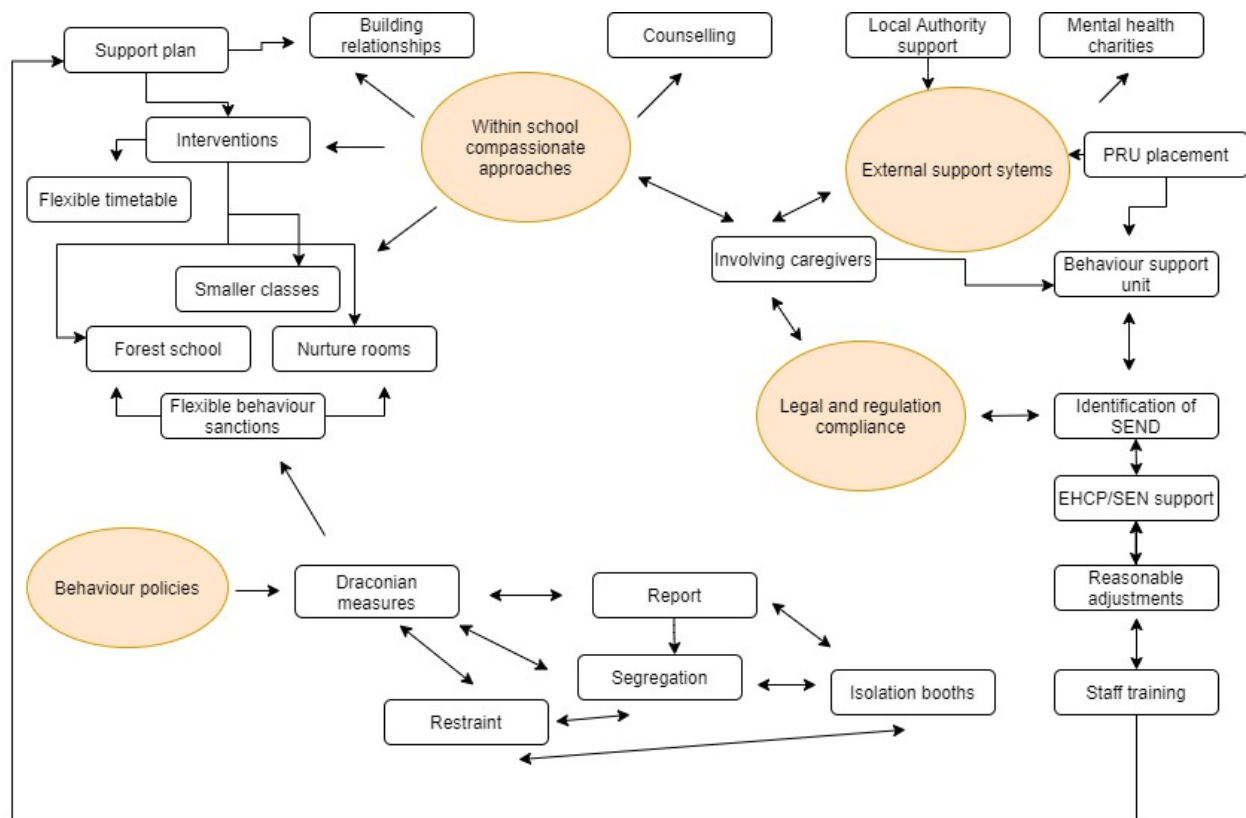 Support plan
Building
relationships
Counselling
Local Authority
support
Mental health
charities
Interventions
Within school
compassionate
approaches
External support sytems
PRU placement
Flexible timetable
Involving caregivers
Behaviour support
unit
Smaller classes
Forest school
Nurture rooms
Flexible behaviour
sanctions
Legal and regulation
compliance
Identification of
SEND
EHCP/SEN support
Behaviour policies
Draconian
measures
Report
Reasonable
adjustments
Segregation
Isolation booths
Staff training
Restraint